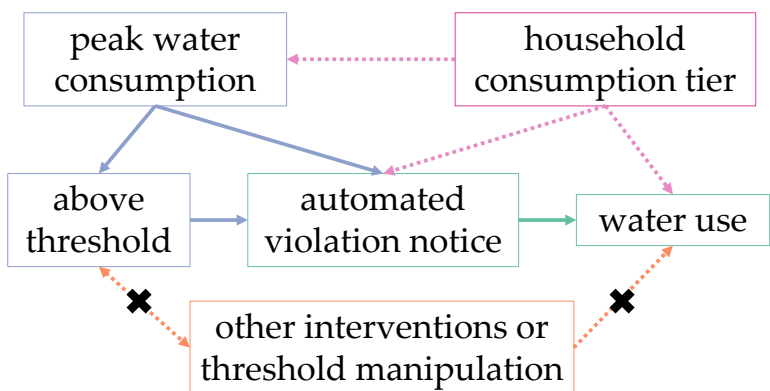 peak water
consumption
household
consumption tier
above
threshold
automated
violation notice
water use
other interventions or
threshold manipulation